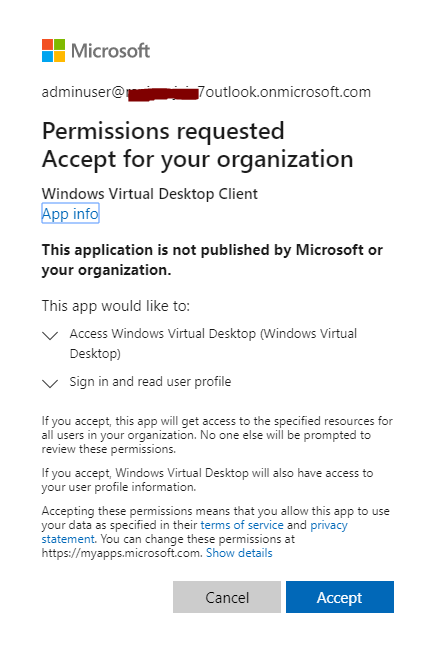 Microsoft
adminuser@ 7outlook.onmicrosoft.com
Permissions requested
Accept for your organization
Windows Virtual Desktop Client
App info
This application is not published by Microsoft or
your organization.
This app would like to:
Access Windows Virtual Desktop (Windows Virtual
Desktop)
Sign in and read user profile
If you accept, this app will get access to the specified resources for
all users in your organization. No one else will be prompted to
review these permissions.
If you accept, Windows Virtual Desktop will also have access to
your user profile information.
Accepting these permissions means that you allow this app to use
your data as specified in their terms of service and privacy
statement. You can change these permissions at
https://myapps.microsoft.com. Show details
Cancel
Accept